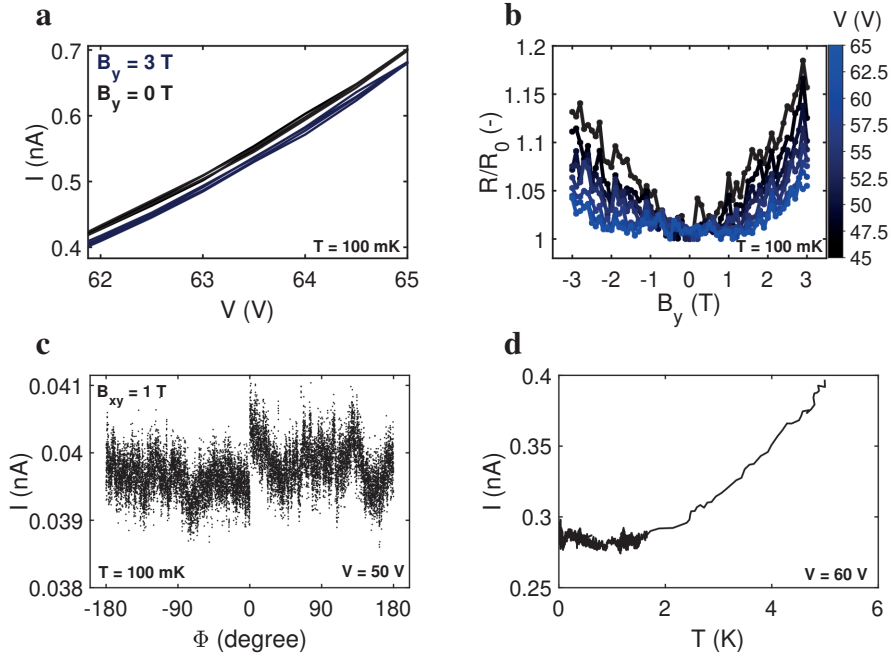 a
B_y = 3 T
B_y = 0 T
I (nA)
0.7
0.6
0.5
0.4
T = 100 mK
62 63 64 65
V (V)
b
V (V)
R/R_0 (-)
1.2
1.15
1.1
1.05
1
T = 100 mK
-3 -2 -1 0 1 2 3
B_y (T)
65
62.5
60
57.5
55
52.5
50
47.5
45
c
B_xy = 1 T
I (nA)
0.041
0.04
0.039
0.038
T = 100 mK
V = 50 V
-180 -90 0 90 180
Φ (degree)
d
I (nA)
0.4
0.35
0.3
0.25
V = 60 V
0 2 4 6
T (K)